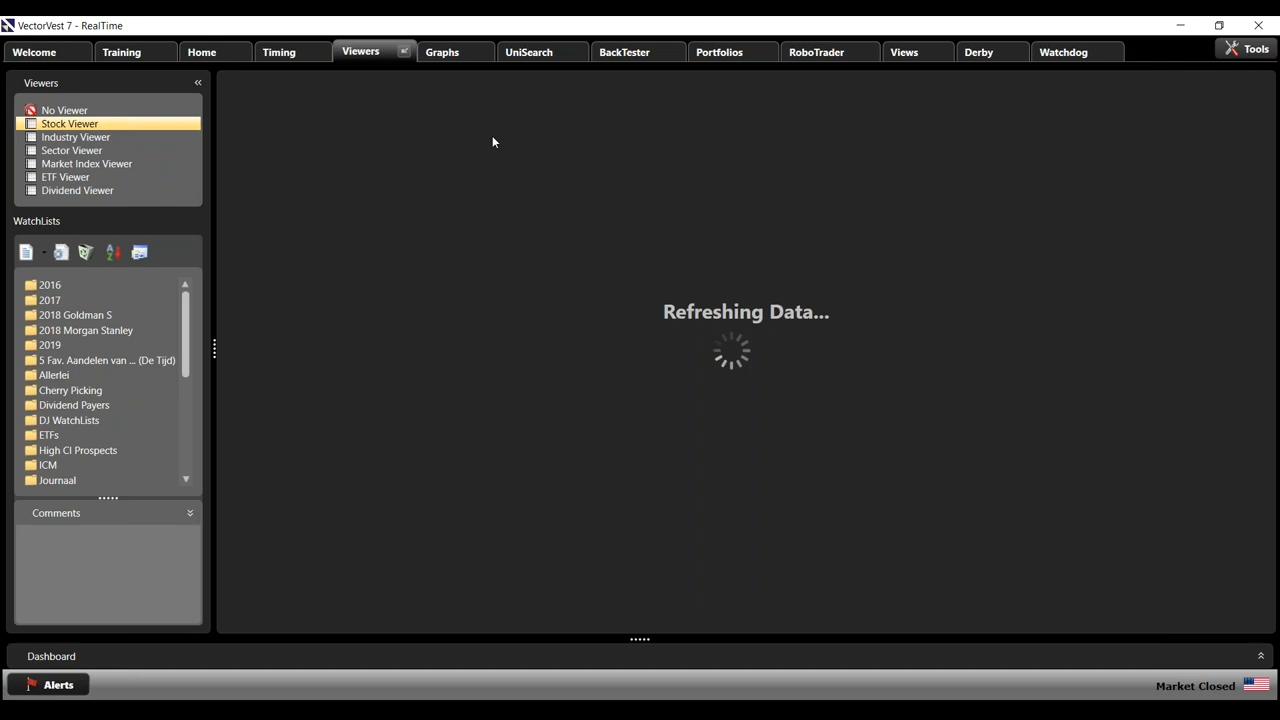 VectorVest 7 - RealTime
Welcome Training Home Timing Viewers Graphs UniSearch BackTester Portfolios RoboTrader Views Derby Watchdog Tools
Viewers
No Viewer
Stock Viewer
Industry Viewer
Sector Viewer
Market Index Viewer
ETF Viewer
Dividend Viewer
WatchLists
2016
2017
2018 Goldman S
2018 Morgan Stanley
2019
5 Fav. Aandelen van ... (De Tijd)
Allerlei
Cherry Picking
Dividend Payers
DJ WatchLists
ETFs
High CI Prospects
ICM
Journaal
Comments
Refreshing Data...
Dashboard
Alerts
Market Closed